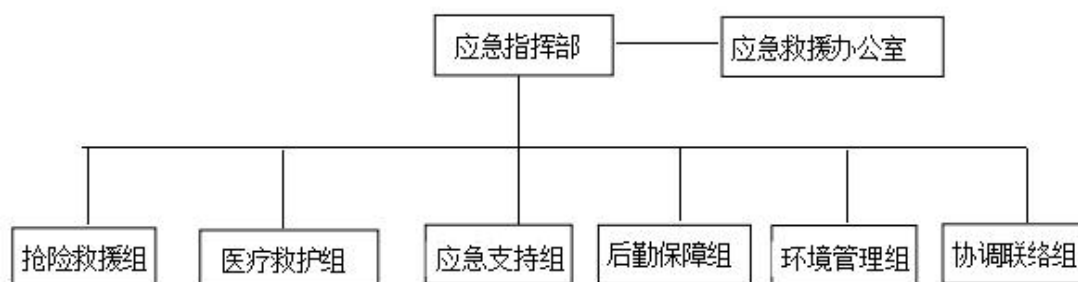 应急指挥部
应急救援办公室
抢险救援组
医疗救护组
应急支持组
后勤保障组
环境管理组
协调联络组